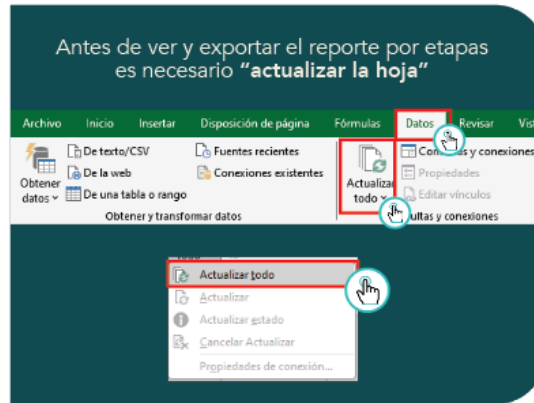 Antes de ver y exportar el reporte por etapas
es necesario “actualizar la hoja”
Archivo Inicio Insertar Disposición de página Fórmulas Datos Revisar
De texto/CSV Fuentes recientes
De la web Conexiones existentes
De una tabla o rango
Obtener
datos
Obtener y transformar datos
Actualizar
todo
y conexiones
Propiedades
Editar vínculos
y conexiones
Actualizar todo
Actualizar
Actualizar estado
Cancelar Actualizar
Propiedades de conexión...